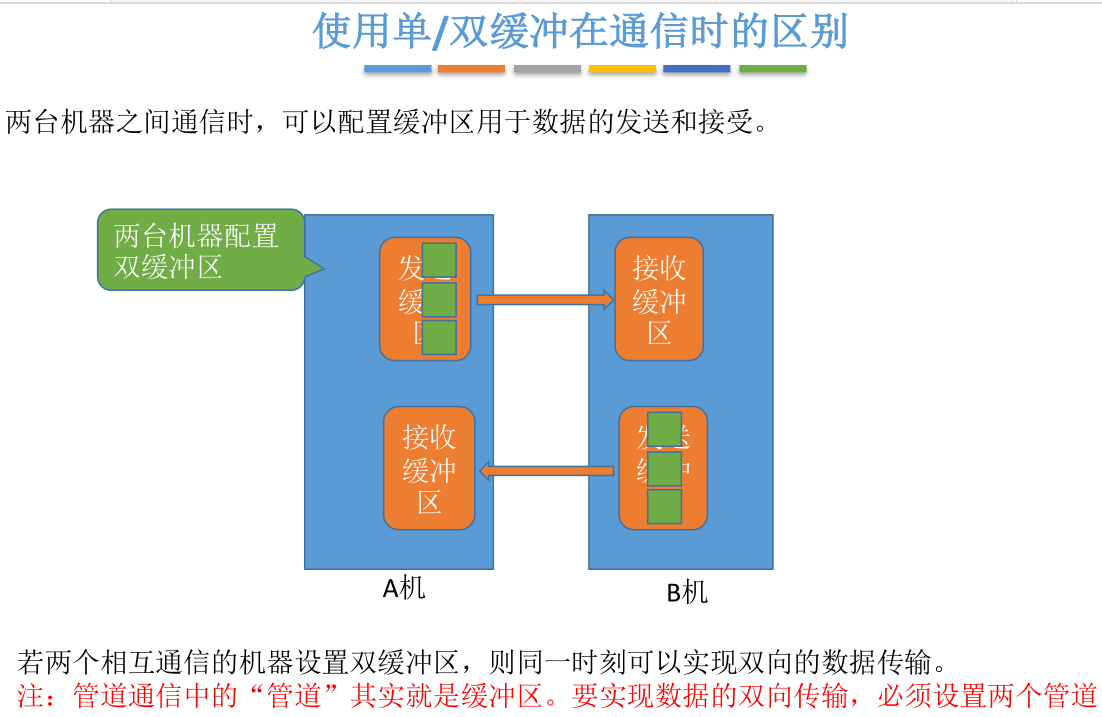 使用单/双缓冲在通信时的区别
两台机器之间通信时，可以配置缓冲区用于数据的发送和接受。
两台机器配置
双缓冲区
发
缓
区
接收
缓冲
区
接收
缓冲
区
发送
缓冲
A机
B机
若两个相互通信的机器设置双缓冲区，则同一时刻可以实现双向的数据传输。
注：管道通信中的“管道”其实就是缓冲区。要实现数据的双向传输，必须设置两个管道